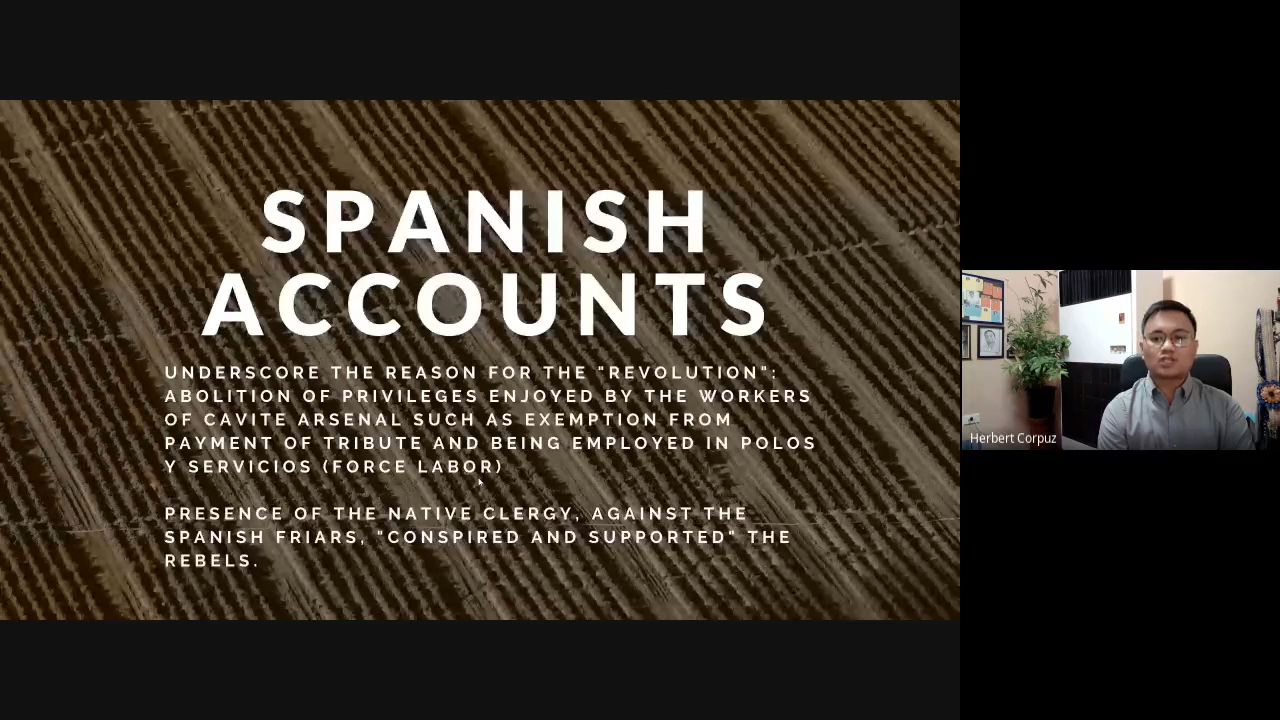 SPANISH
ACCOUNTS
UNDERSCORE THE REASON FOR THE "REVOLUTION":
ABOLITION OF PRIVILEGES ENJOYED BY THE WORKERS
OF CAVITE ARSENAL SUCH AS EXEMPTION FROM
PAYMENT OF TRIBUTE AND BEING EMPLOYED IN POLOS
Y SERVICIOS (FORCE LABOR)
PRESENCE OF THE NATIVE CLERGY, AGAINST THE
SPANISH FRIARS, "CONSPIRED AND SUPPORTED" THE
REBELS.
Herbert Corpuz